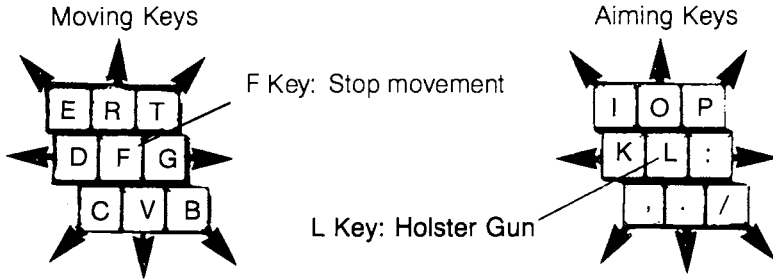 Moving Keys
Aiming Keys
E R T
F Key: Stop movement
I O P
D F G
K L :
C V B
L Key: Holster Gun
, . /